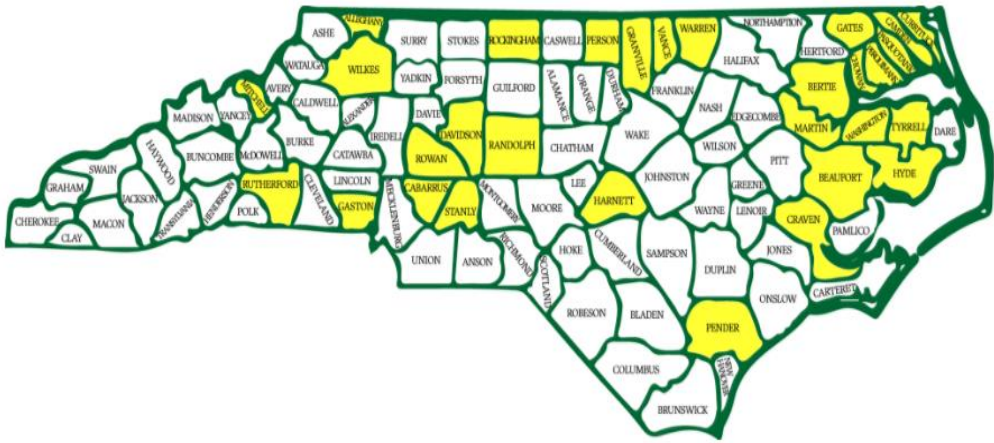 ASHE
ALLEGHANY
SURRY
STOKES
ROCKINGHAM
CASWELL
PERSON
GRANVILLE
VANCE
WARREN
NORTHAMPTION
GATES
CURRITUCK
CAMDEN
PASQUOTANK
PERQUIMANS
CHOWAN
HERTFORD
HALIFAX
WATAUGA
WILKES
YADKIN
FORSYTH
GUILFORD
ALAMANCE
ORANGE
DURHAM
FRANKLIN
NASH
EDGECOMBE
BERTIE
MITCHELL
AVERY
CALDWELL
ALEXANDER
IREDELL
DAVIE
DAVIDSON
RANDOLPH
CHATHAM
WAKE
WILSON
MARTIN
WASHINGTON
TYRRELL
DARE
MADISON
YANCEY
BURKE
CATAWBA
ROWAN
HAYWOOD
BUNCOMBE
McDOWELL
JOHNSTON
PITT
BEAUFORT
HYDE
SWAIN
GRAHAM
JACKSON
HENDERSON
TRANSYLVANIA
RUTHERFORD
POLK
CLEVELAND
LINCOLN
GASTON
MECKLENBURG
CABARRUS
STANLY
MONTGOMERY
MOORE
LEE
HARNETT
WAYNE
GREENE
LENOIR
CRAVEN
PAMLICO
CHEROKEE
CLAY
MACON
UNION
ANSON
RICHMOND
SCOTLAND
HOKE
CUMBERLAND
SAMPSON
DUPLIN
JONES
ONSLOW
CARTERET
ROBESON
BLADEN
PENDER
COLUMBUS
NEW HANOVER
BRUNSWICK